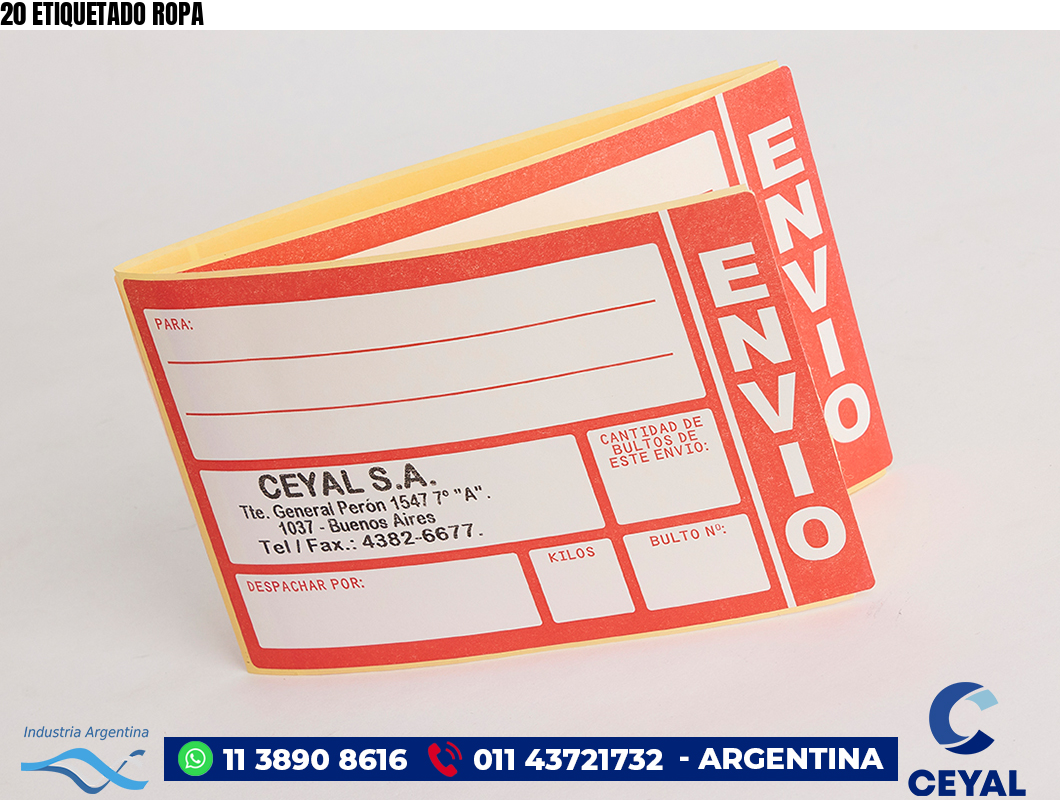 20 ETIQUETADO ROPA
ENVIO
ENVIO
PARA:
CEYAL S.A.
Tte. General Perón 1547 7º "A".
1037 - Buenos Aires
Tel / Fax.: 4382-6677.
CANTIDAD DE
BULTOS DE
ESTE ENVIO:
DESPACHAR POR:
KILOS
BULTO Nº:
Industria Argentina
11 3890 8616
011 43721732
- ARGENTINA
CEYAL